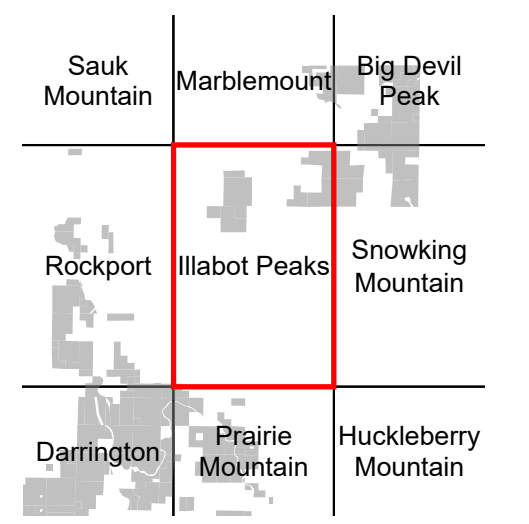 Sauk
Mountain
Marblemount
Big Devil
Peak
Rockport
Illabot Peaks
Snowking
Mountain
Darrington
Prairie
Mountain
Huckleberry
Mountain